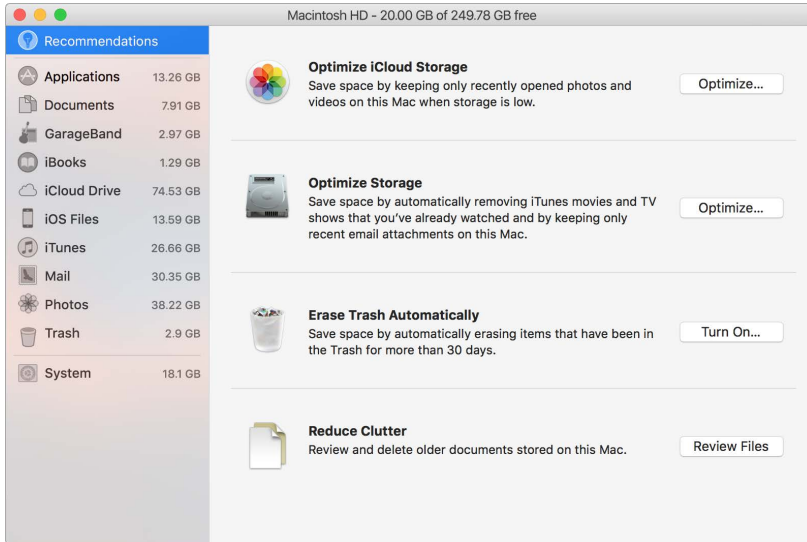 Macintosh HD - 20.00 GB of 249.78 GB free
Recommendations
Applications 13.26 GB
Documents 7.91 GB
GarageBand 2.97 GB
iBooks 1.29 GB
iCloud Drive 74.53 GB
iOS Files 13.59 GB
iTunes 26.66 GB
Mail 30.35 GB
Photos 38.22 GB
Trash 2.9 GB
System 18.1 GB
Optimize iCloud Storage
Save space by keeping only recently opened photos and
videos on this Mac when storage is low.
Optimize...
Optimize Storage
Save space by automatically removing iTunes movies and TV
shows that you've already watched and by keeping only
recent email attachments on this Mac.
Optimize...
Erase Trash Automatically
Save space by automatically erasing items that have been in
the Trash for more than 30 days.
Turn On...
Reduce Clutter
Review and delete older documents stored on this Mac.
Review Files